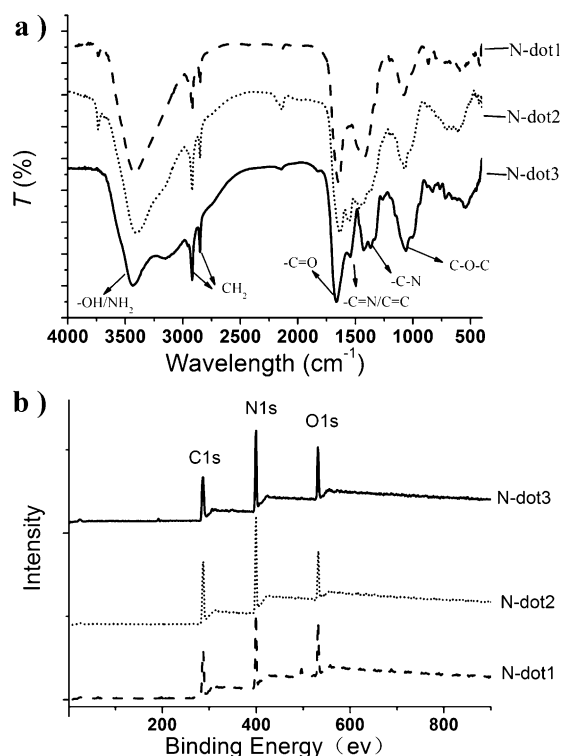 a )
N-dot1
N-dot2
N-dot3
T (%)
-OH/NH2
CH2
-C=O
-C=N/C=C
-C-N
C-O-C
4000 3500 3000 2500 2000 1500 1000 500
Wavelength (cm-1)
b )
C1s
N1s
O1s
N-dot3
N-dot2
N-dot1
Intensity
200 400 600 800
Binding Energy（ev）